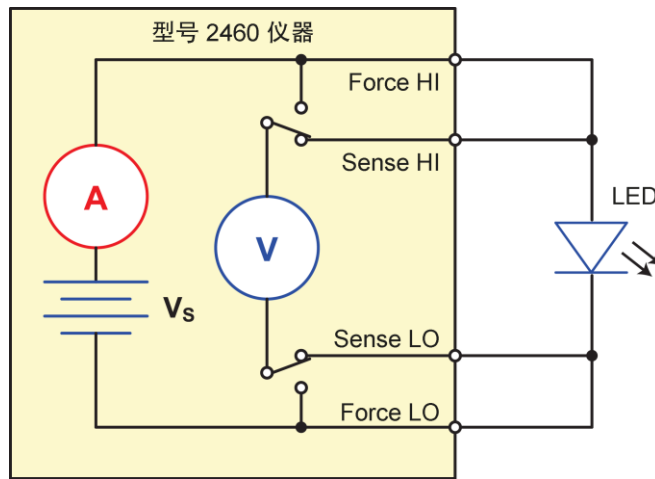 型号 2460 仪器
Force HI
Sense HI
LED
A
V
Vs
Sense LO
Force LO